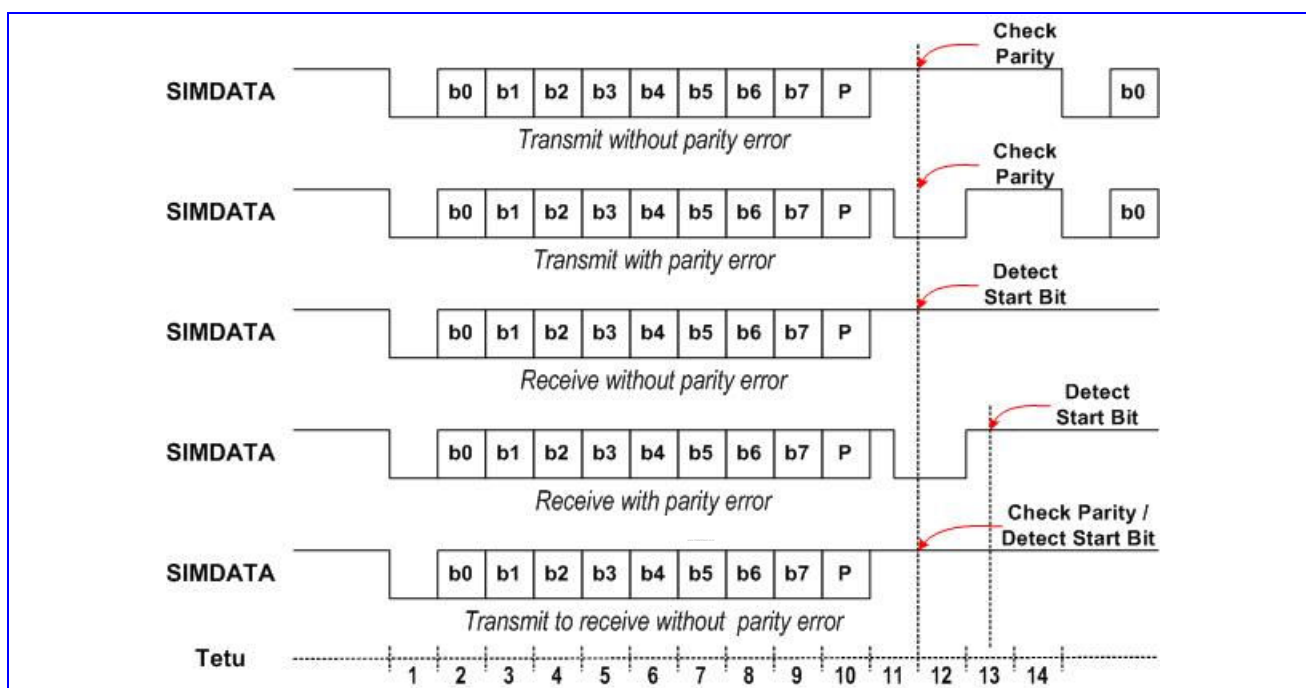 Check
Parity
SIMDATA b0 b1 b2 b3 b4 b5 b6 b7 P b0
Transmit without parity error
Check
Parity
SIMDATA b0 b1 b2 b3 b4 b5 b6 b7 P b0
Transmit with parity error
Detect
Start Bit
SIMDATA b0 b1 b2 b3 b4 b5 b6 b7 P
Receive without parity error
Detect
Start Bit
SIMDATA b0 b1 b2 b3 b4 b5 b6 b7 P
Receive with parity error
Check Parity /
Detect Start Bit
SIMDATA b0 b1 b2 b3 b4 b5 b6 b7 P
Transmit to receive without parity error
Tetu 1 2 3 4 5 6 7 8 9 10 11 12 13 14